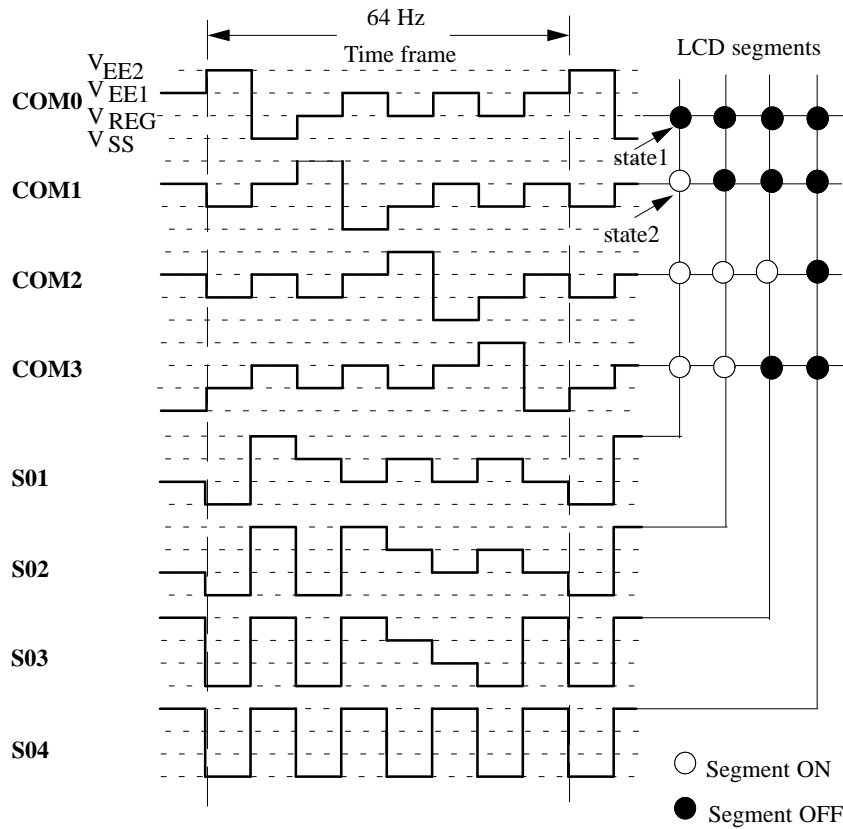 64 Hz
Time frame
LCD segments
VEE2
VEE1
VREG
VSS
COM0
state1
COM1
state2
COM2
COM3
S01
S02
S03
S04
Segment ON
Segment OFF